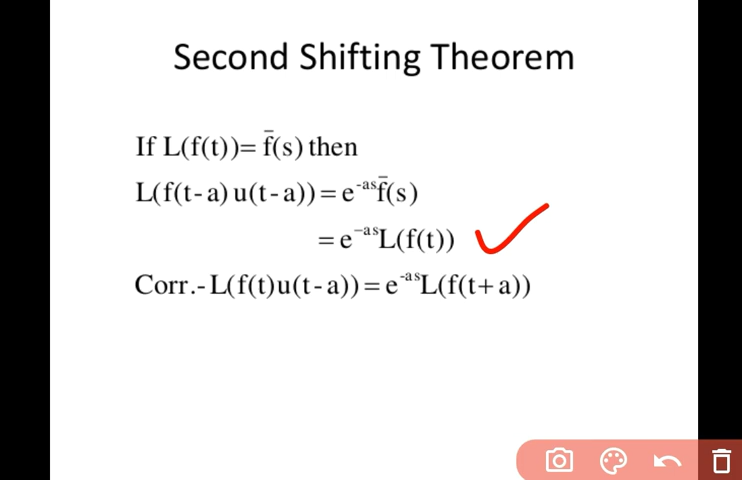 Second Shifting Theorem
If L(f(t))= f̄(s) then
L(f(t-a) u(t-a)) = e⁻ᵃˢf̄(s)
= e⁻ᵃˢL(f(t))
Corr.- L(f(t)u(t-a)) = e⁻ᵃˢL(f(t+a))